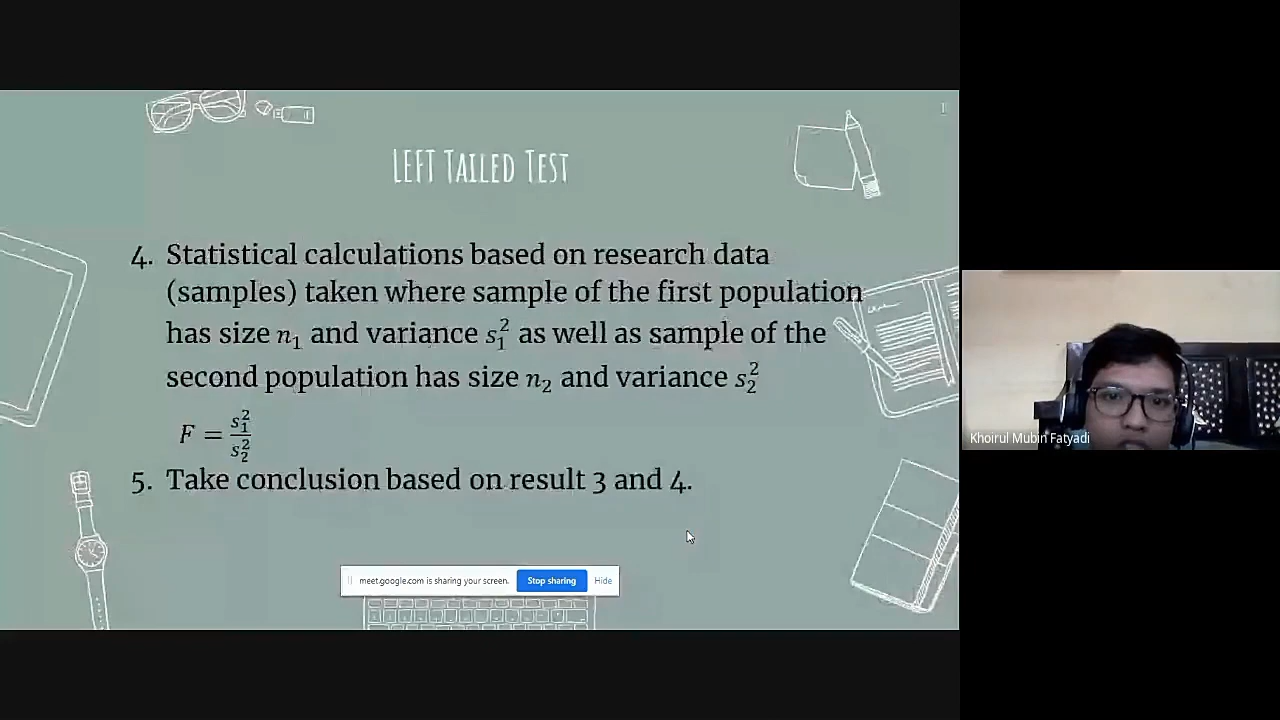 LEFT TAILED TEST
4. Statistical calculations based on research data
(samples) taken where sample of the first population
has size n₁ and variance s₁² as well as sample of the
second population has size n₂ and variance s₂²
F = s₁²/s₂²
5. Take conclusion based on result 3 and 4.
meet.google.com is sharing your screen.
Stop sharing
Hide
Khoirul Mubin Fatyadi